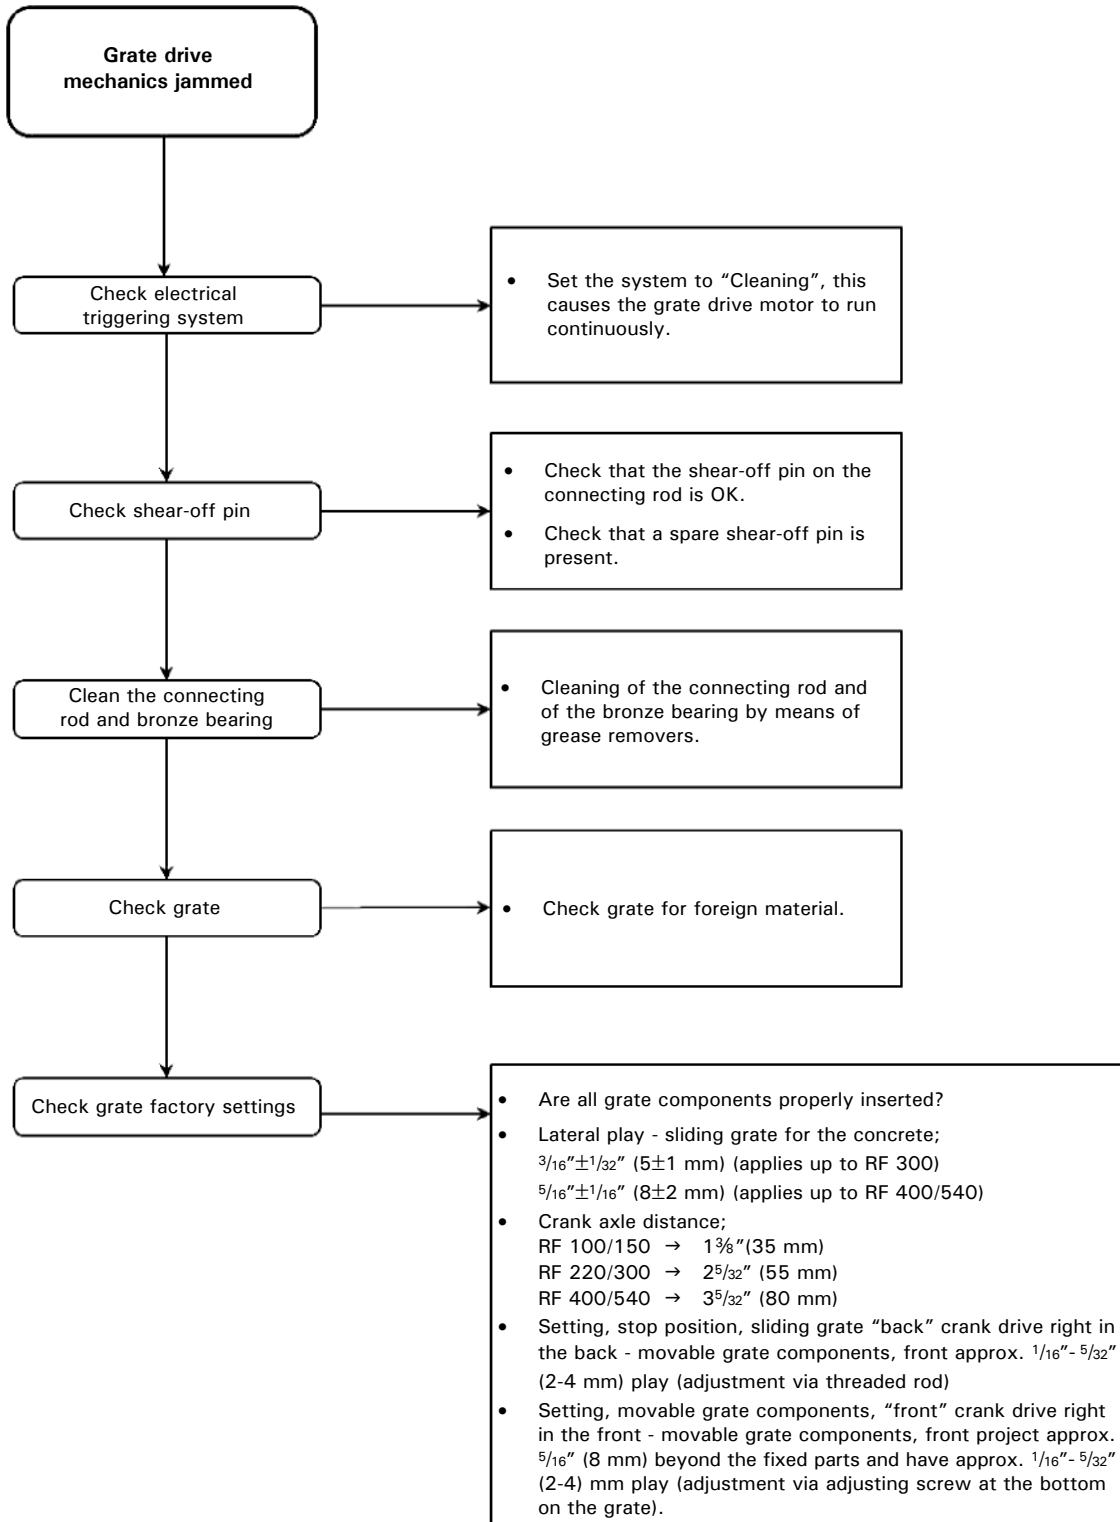 Grate drive
mechanics jammed
Check electrical
triggering system
• Set the system to “Cleaning”, this
causes the grate drive motor to run
continuously.
Check shear-off pin
• Check that the shear-off pin on the
connecting rod is OK.
• Check that a spare shear-off pin is
present.
Clean the connecting
rod and bronze bearing
• Cleaning of the connecting rod and
of the bronze bearing by means of
grease removers.
Check grate
• Check grate for foreign material.
Check grate factory settings
• Are all grate components properly inserted?
• Lateral play - sliding grate for the concrete;
3/16”±1/32” (5±1 mm) (applies up to RF 300)
5/16”±1/16” (8±2 mm) (applies up to RF 400/540)
• Crank axle distance;
RF 100/150 → 1⅜”(35 mm)
RF 220/300 → 25/32” (55 mm)
RF 400/540 → 35/32” (80 mm)
• Setting, stop position, sliding grate “back” crank drive right in
the back - movable grate components, front approx. 1/16”- 5/32”
(2-4 mm) play (adjustment via threaded rod)
• Setting, movable grate components, “front” crank drive right
in the front - movable grate components, front project approx.
5/16” (8 mm) beyond the fixed parts and have approx. 1/16”- 5/32”
(2-4) mm play (adjustment via adjusting screw at the bottom
on the grate).